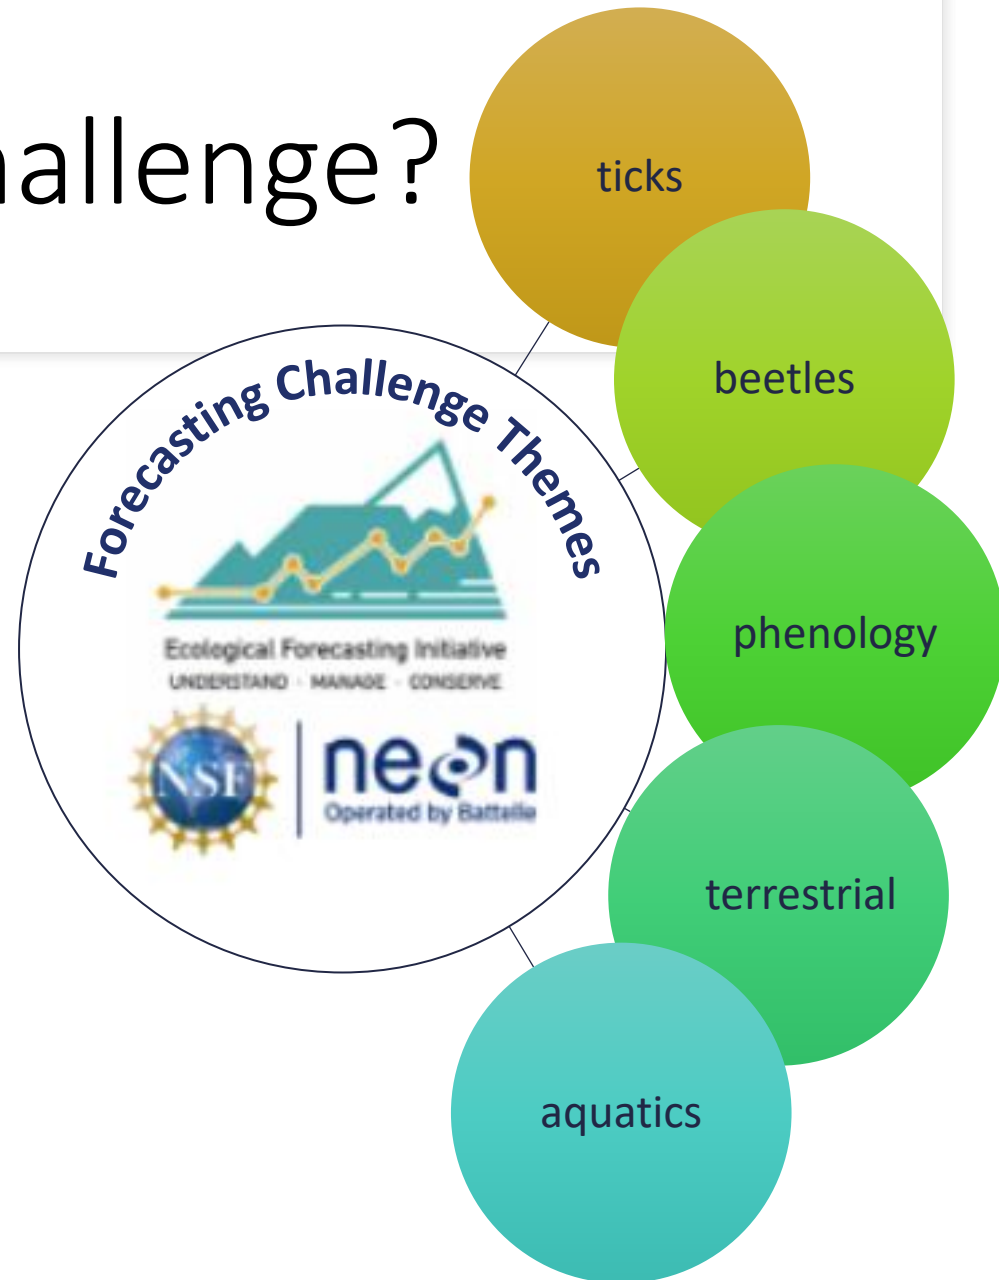 hallenge?
ticks
beetles
phenology
terrestrial
aquatics
Forecasting Challenge Themes
Ecological Forecasting Initiative
UNDERSTAND · MANAGE · CONSERVE
NSF
neon
Operated by Battelle